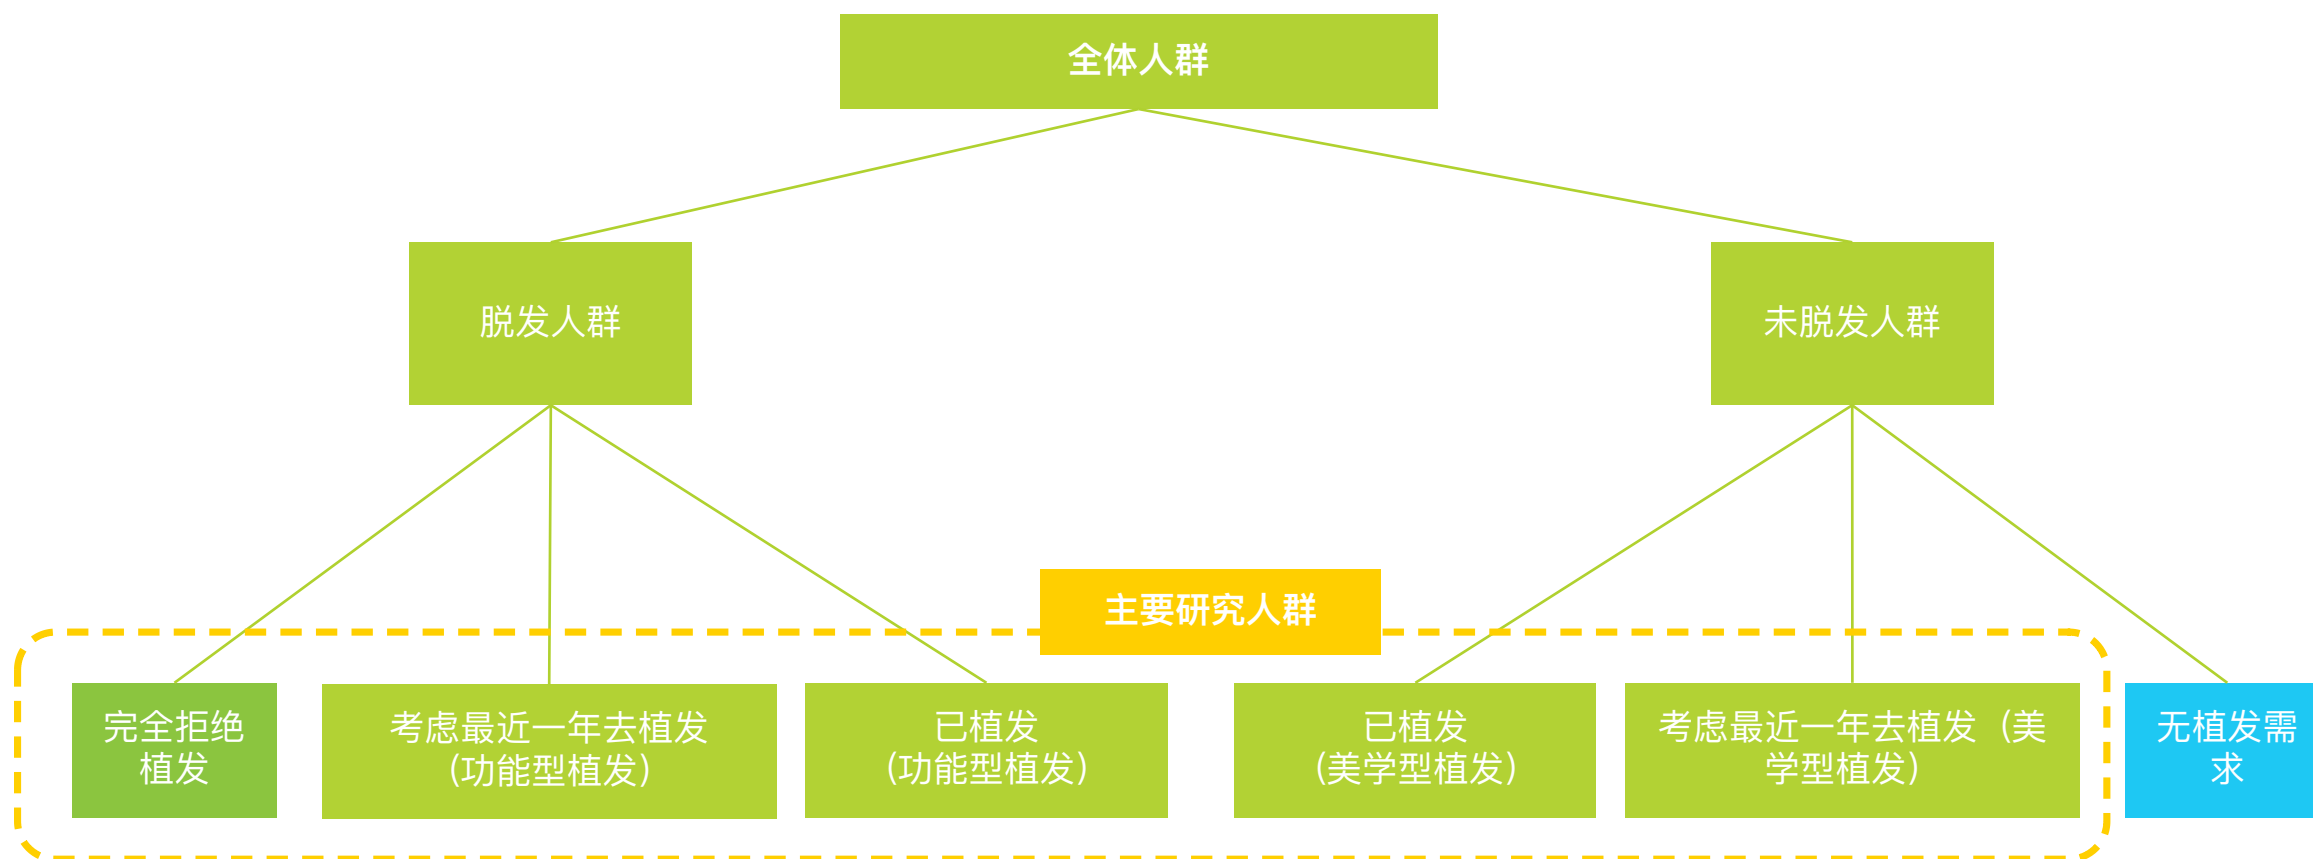 全体人群
脱发人群
未脱发人群
主要研究人群
完全拒绝
植发
考虑最近一年去植发
（功能型植发）
已植发
（功能型植发）
已植发
（美学型植发）
考虑最近一年去植发（美
学型植发）
无植发需
求